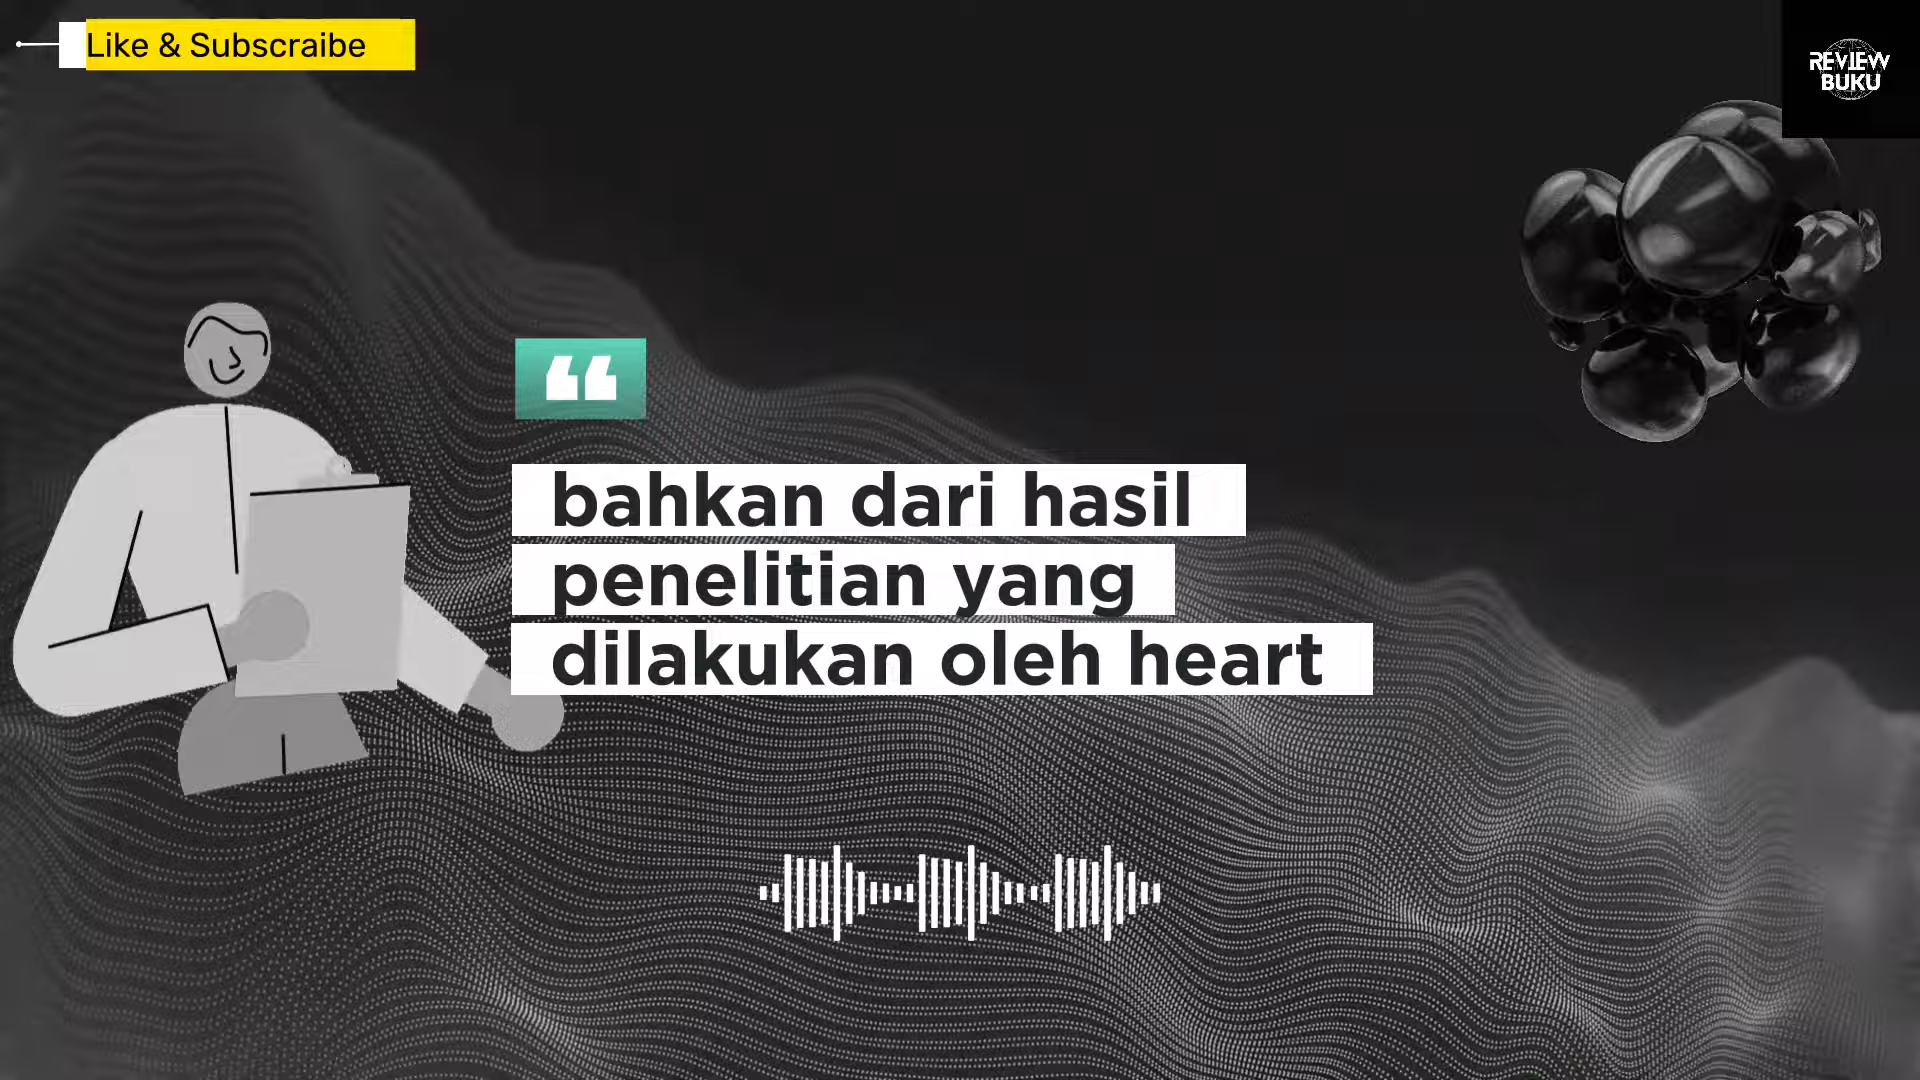 Like & Subscraibe
REVIEW
BUKU
“
bahkan dari hasil
penelitian yang
dilakukan oleh heart